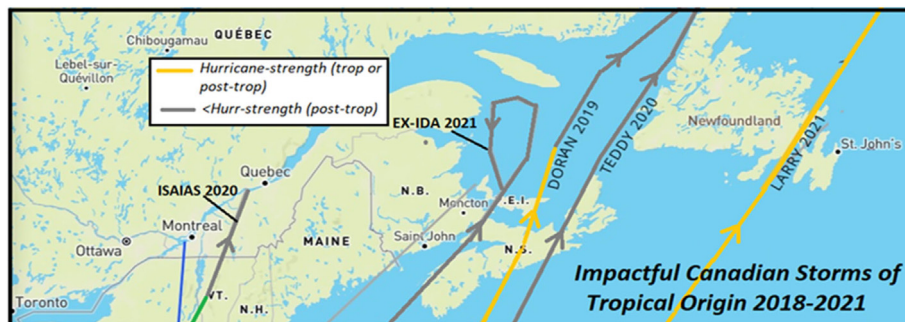 QUÉBEC
Chibougamau
Lebel-sur-
Quévillon
Hurricane-strength (trop or
post-trop)
<Hurr-strength (post-trop)
EX-IDA 2021
DORIAN 2019
TEDDY 2020
Newfoundland
St. John's
LARRY 2021
ISAIAS 2020
Quebec
N.B.
P.E.I.
Moncton
Montreal
Ottawa
MAINE
Saint John
N.S.
VT.
N.H.
Toronto
Impactful Canadian Storms of
Tropical Origin 2018-2021